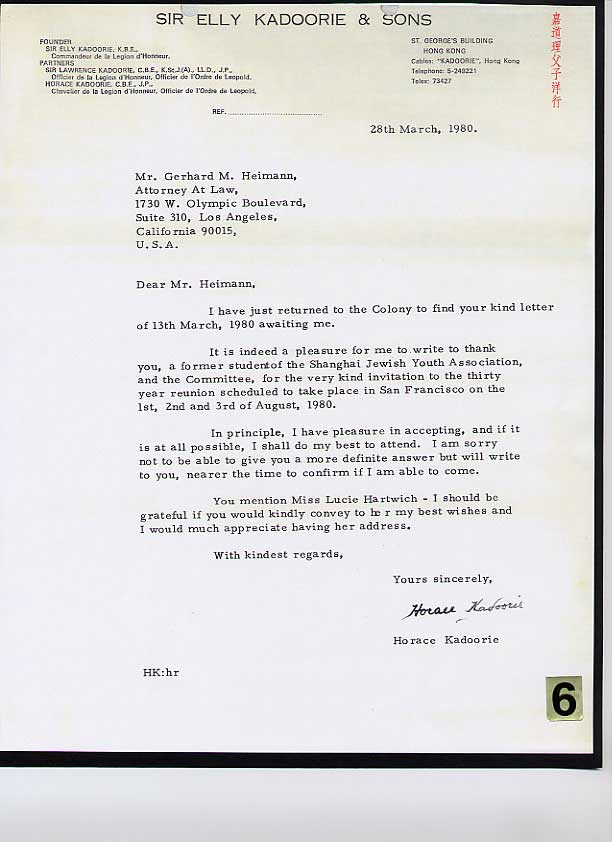 SIR ELLY KADOORIE & SONS
FOUNDER
SIR ELLY KADOORIE, K.B.E.,
Commandeur de la Legion d'Honneur.
PARTNERS
SIR LAWRENCE KADOORIE, C.B.E., K.St.J.(A)., LL.D., J.P.,
Officier de la Legion d'Honneur, Officier de l'Ordre de Leopold.
HORACE KADOORIE, C.B.E., J.P.,
Chevalier de la Legion d'Honneur, Officier de l'Ordre de Leopold.
ST. GEORGE'S BUILDING
HONG KONG
Cables: "KADOORIE", Hong Kong
Telephone: 5-249221
Telex: 73427
嘉道理父子洋行
REF.
28th March, 1980.
Mr. Gerhard M. Heimann,
Attorney At Law,
1730 W. Olympic Boulevard,
Suite 310, Los Angeles,
California 90015,
U.S.A.
Dear Mr. Heimann,
I have just returned to the Colony to find your kind letter
of 13th March, 1980 awaiting me.
It is indeed a pleasure for me to write to thank
you, a former studentof the Shanghai Jewish Youth Association,
and the Committee, for the very kind invitation to the thirty
year reunion scheduled to take place in San Francisco on the
1st, 2nd and 3rd of August, 1980.
In principle, I have pleasure in accepting, and if it
is at all possible, I shall do my best to attend. I am sorry
not to be able to give you a more definite answer but will write
to you, nearer the time to confirm if I am able to come.
You mention Miss Lucie Hartwich - I should be
grateful if you would kindly convey to her my best wishes and
I would much appreciate having her address.
With kindest regards,
Yours sincerely,
Horace Kadoorie
Horace Kadoorie
HK:hr
6